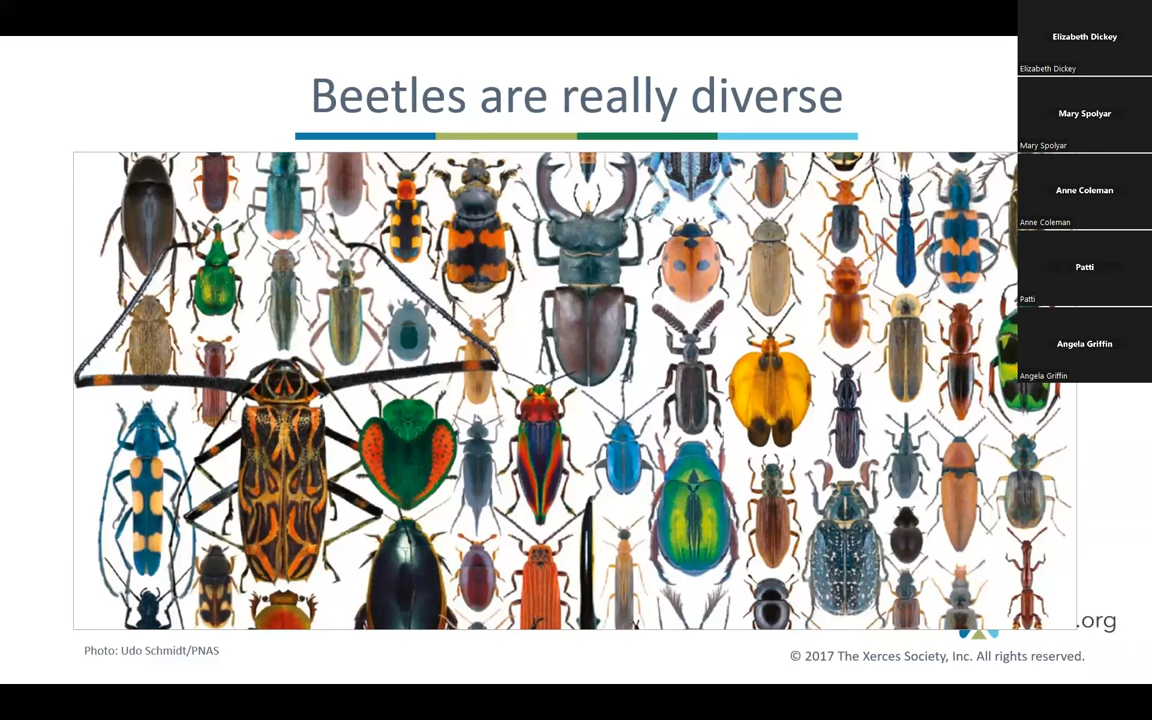 Beetles are really diverse
Elizabeth Dickey
Elizabeth Dickey
Mary Spolyar
Mary Spolyar
Anne Coleman
Anne Coleman
Patti
Patti
Angela Griffin
Angela Griffin
.org
Photo: Udo Schmidt/PNAS
© 2017 The Xerces Society, Inc. All rights reserved.